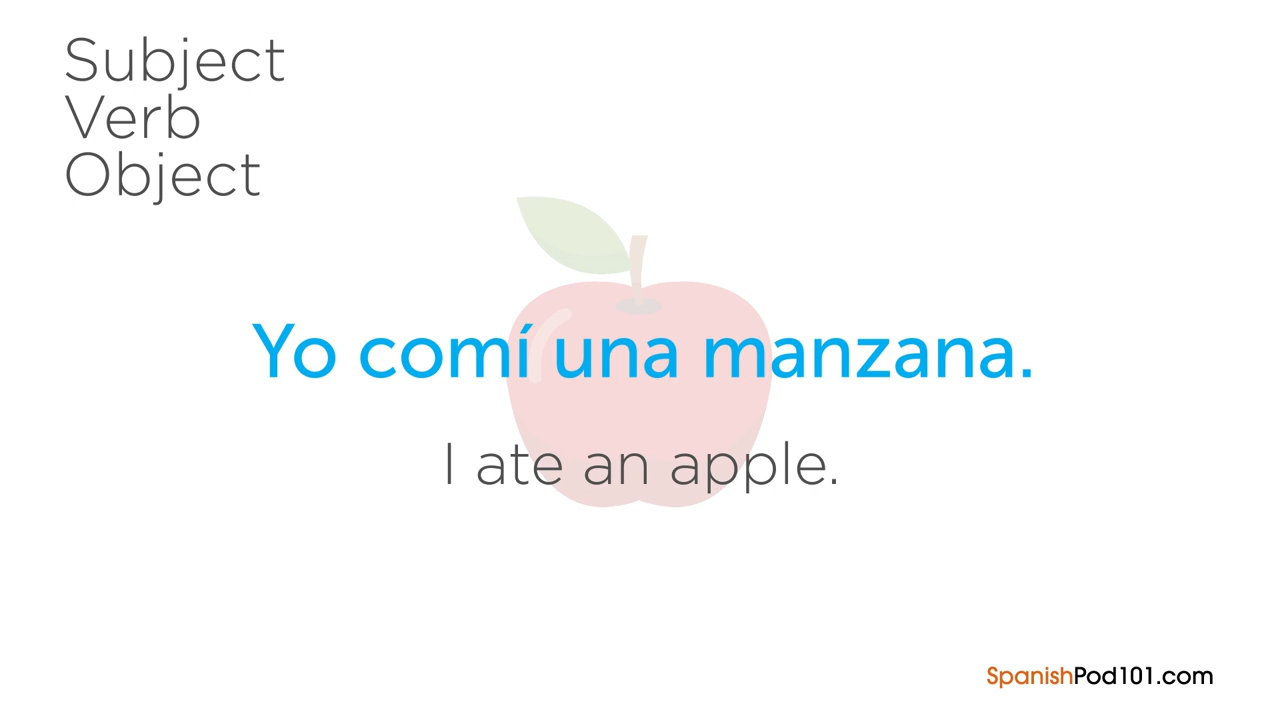 Subject
Verb
Object
Yo comí una manzana.
I ate an apple.
SpanishPod101.com